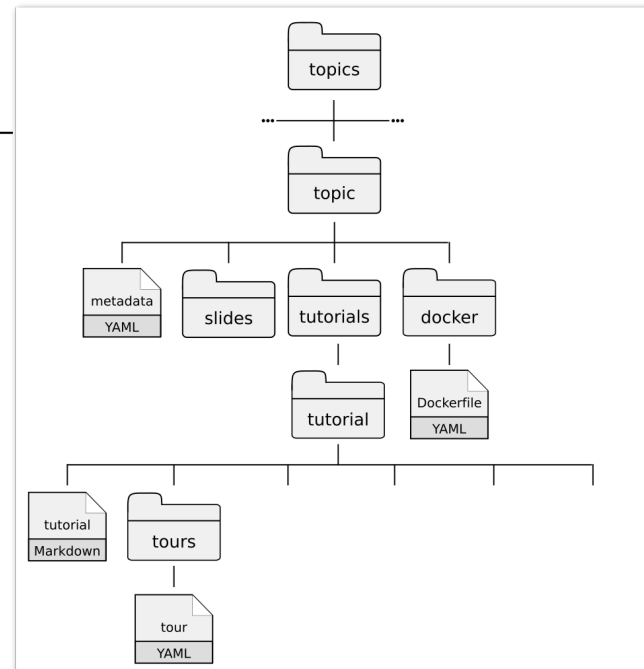 topics
... ...
topic
metadata
YAML
slides
tutorials
docker
tutorial
Dockerfile
YAML
tutorial
Markdown
tours
tour
YAML